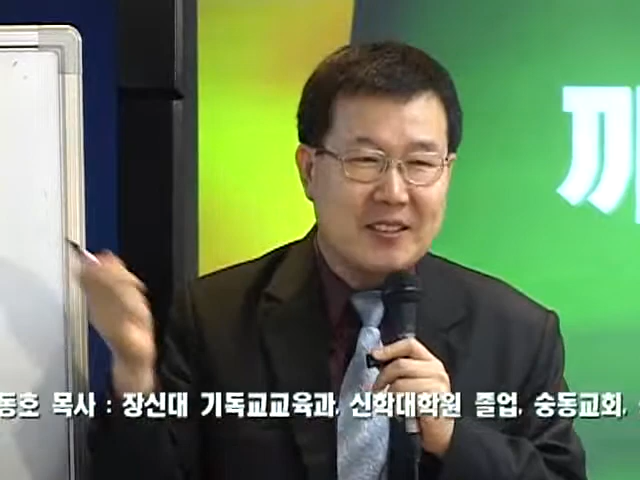 깨
동호 목사 : 장신대 기독교교육과, 신학대학원 졸업, 숭동교회,